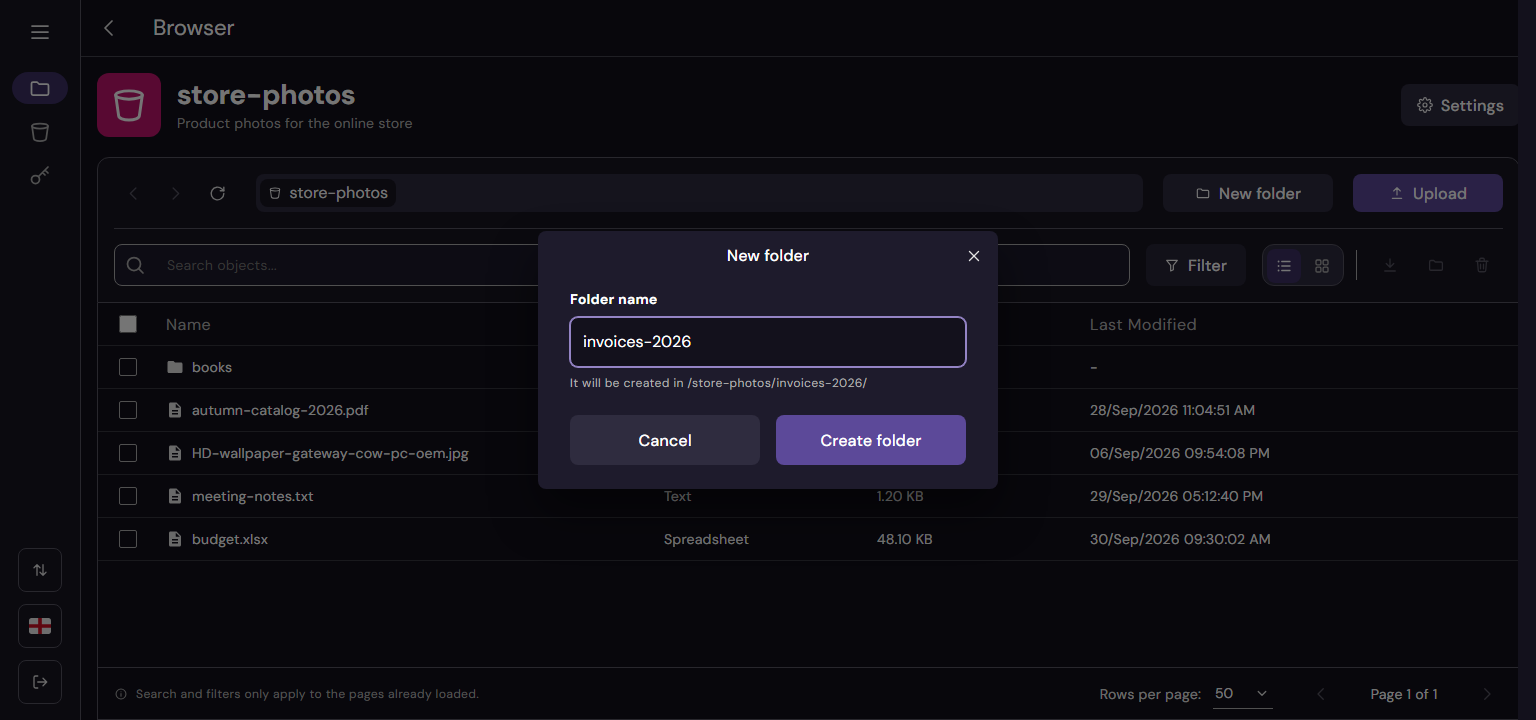 Browser
store-photos
Product photos for the online store
Settings
store-photos
New folder
Upload
Search objects...
Filter
New folder
Folder name
invoices-2026
It will be created in /store-photos/invoices-2026/
Cancel
Create folder
Name
Last Modified
books
-
autumn-catalog-2026.pdf
28/Sep/2026 11:04:51 AM
HD-wallpaper-gateway-cow-pc-oem.jpg
06/Sep/2026 09:54:08 PM
meeting-notes.txt
Text
1.20 KB
29/Sep/2026 05:12:40 PM
budget.xlsx
Spreadsheet
48.10 KB
30/Sep/2026 09:30:02 AM
Search and filters only apply to the pages already loaded.
Rows per page: 50
Page 1 of 1